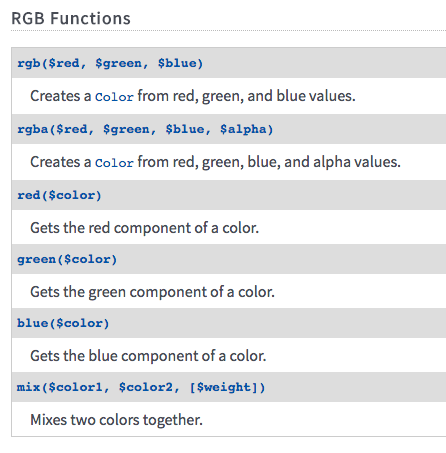 RGB Functions
rgb($red, $green, $blue)
Creates a Color from red, green, and blue values.
rgba($red, $green, $blue, $alpha)
Creates a Color from red, green, blue, and alpha values.
red($color)
Gets the red component of a color.
green($color)
Gets the green component of a color.
blue($color)
Gets the blue component of a color.
mix($color1, $color2, [$weight])
Mixes two colors together.